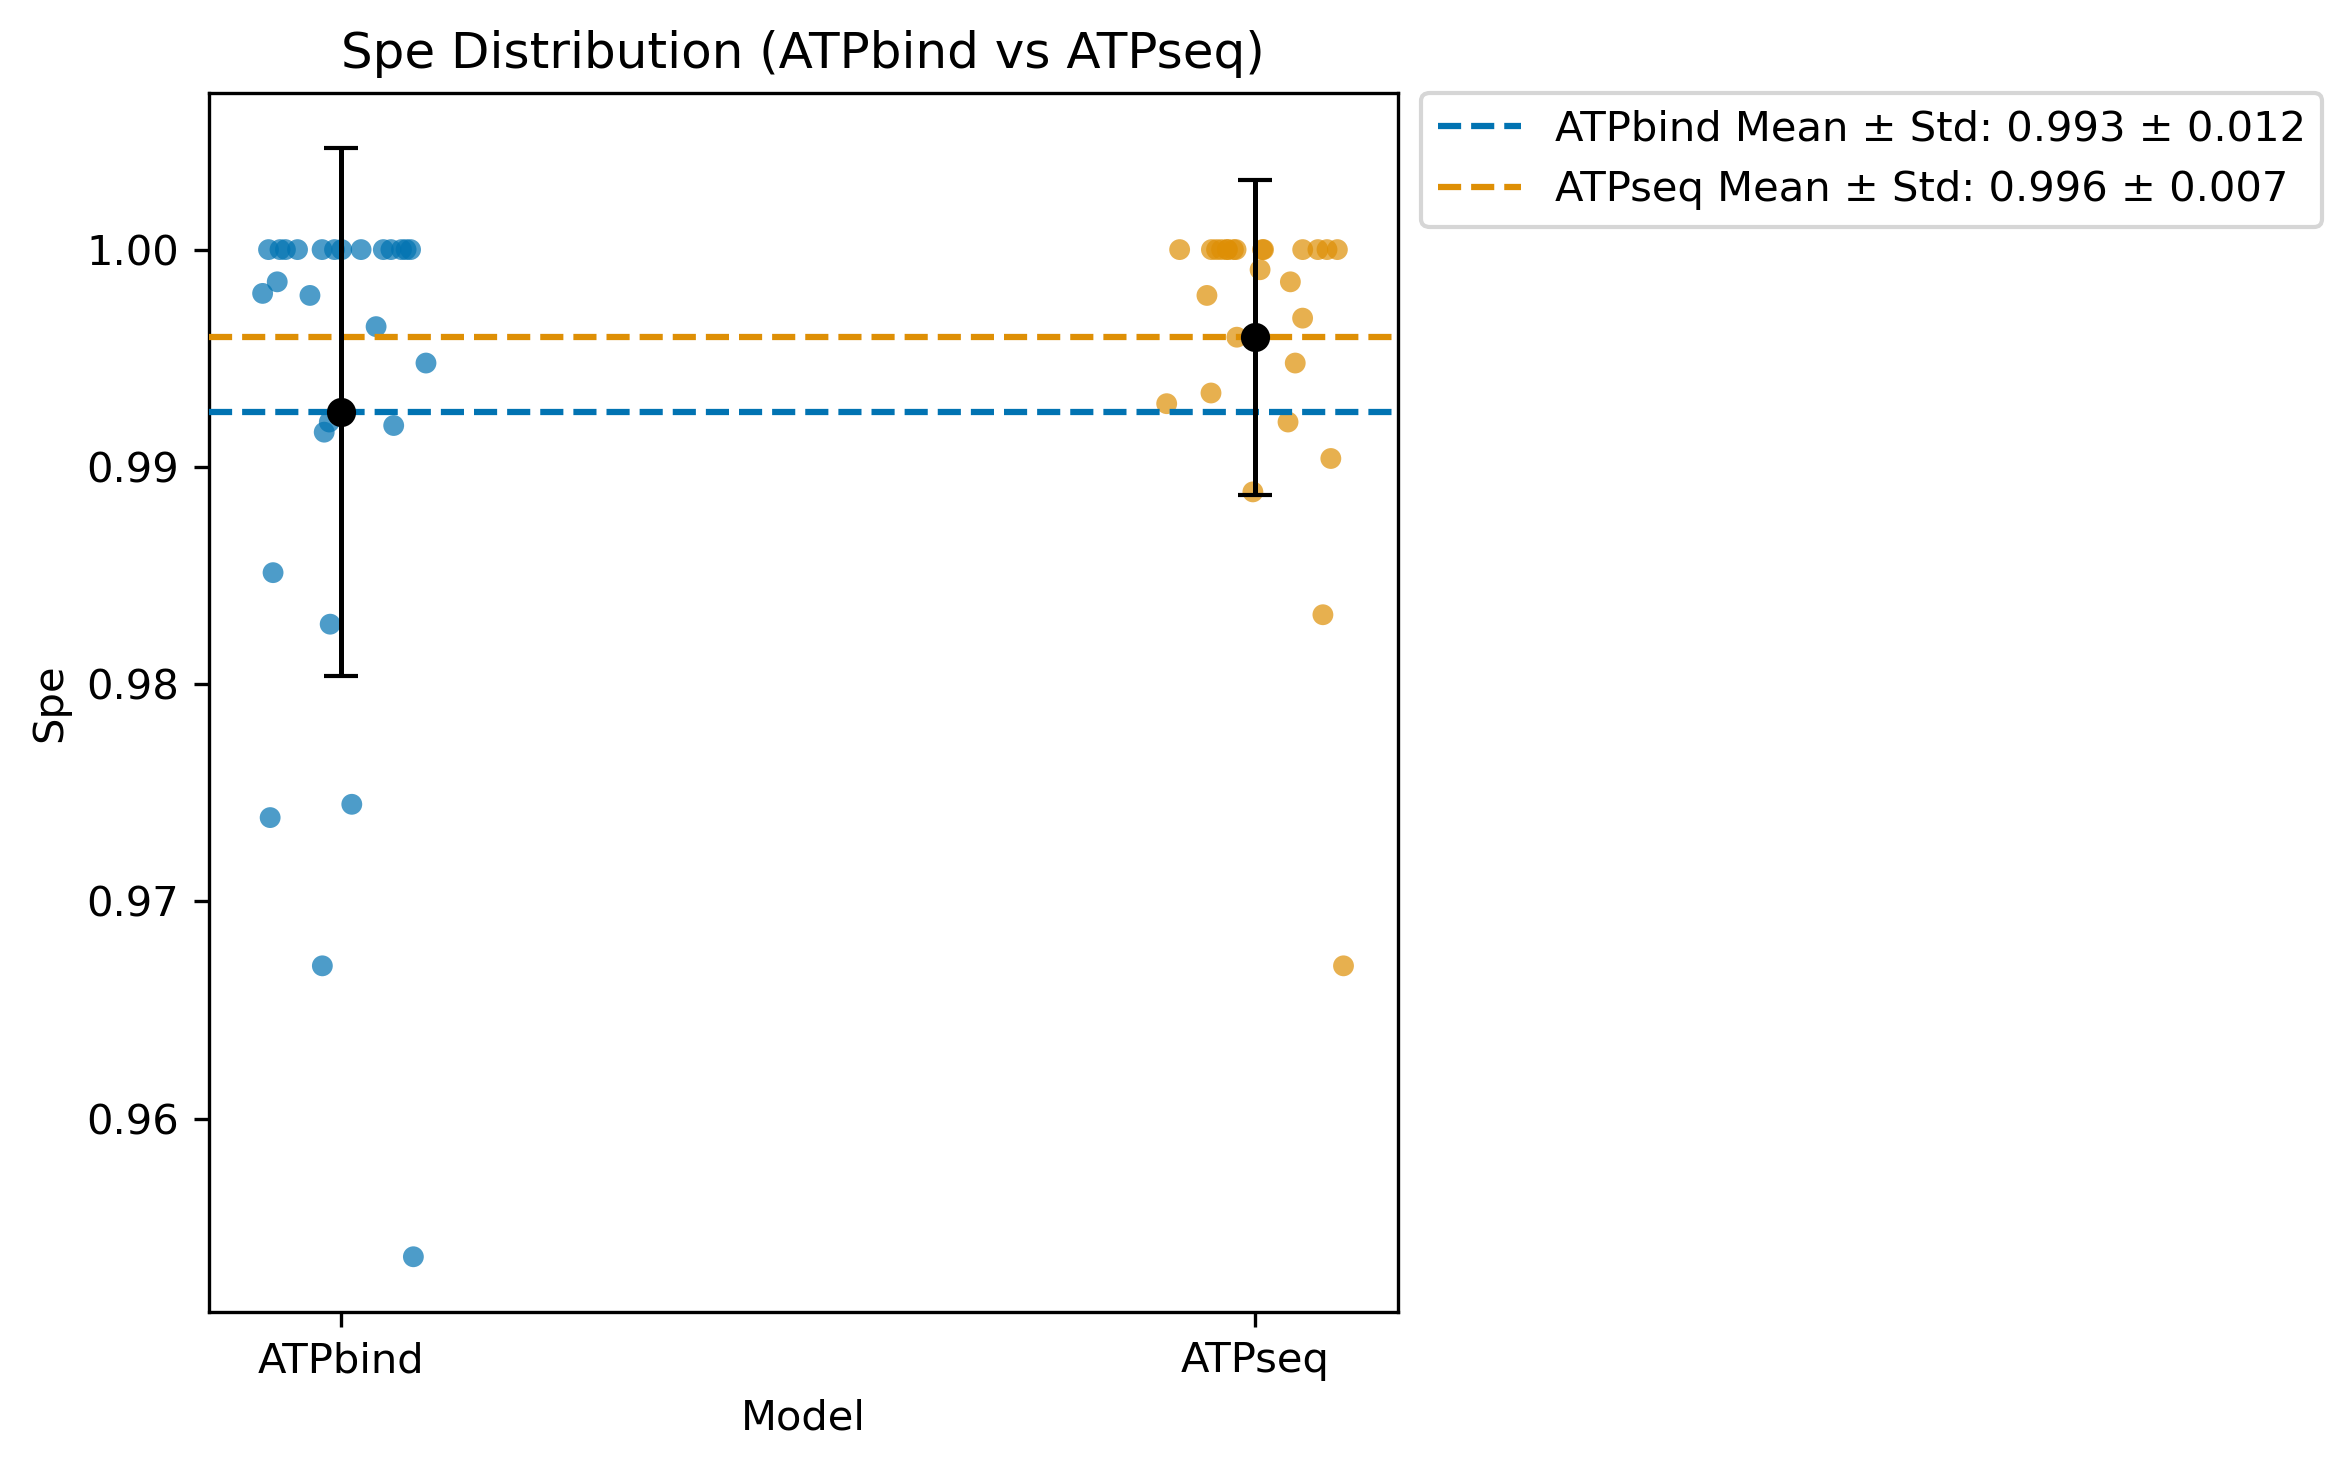 Spe Distribution (ATPbind vs ATPseq)
ATPbind Mean ± Std: 0.993 ± 0.012
ATPseq Mean ± Std: 0.996 ± 0.007
1.00
0.99
0.98
0.97
0.96
Spe
ATPbind
ATPseq
Model